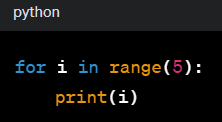 python
for i in range(5):
    print(i)